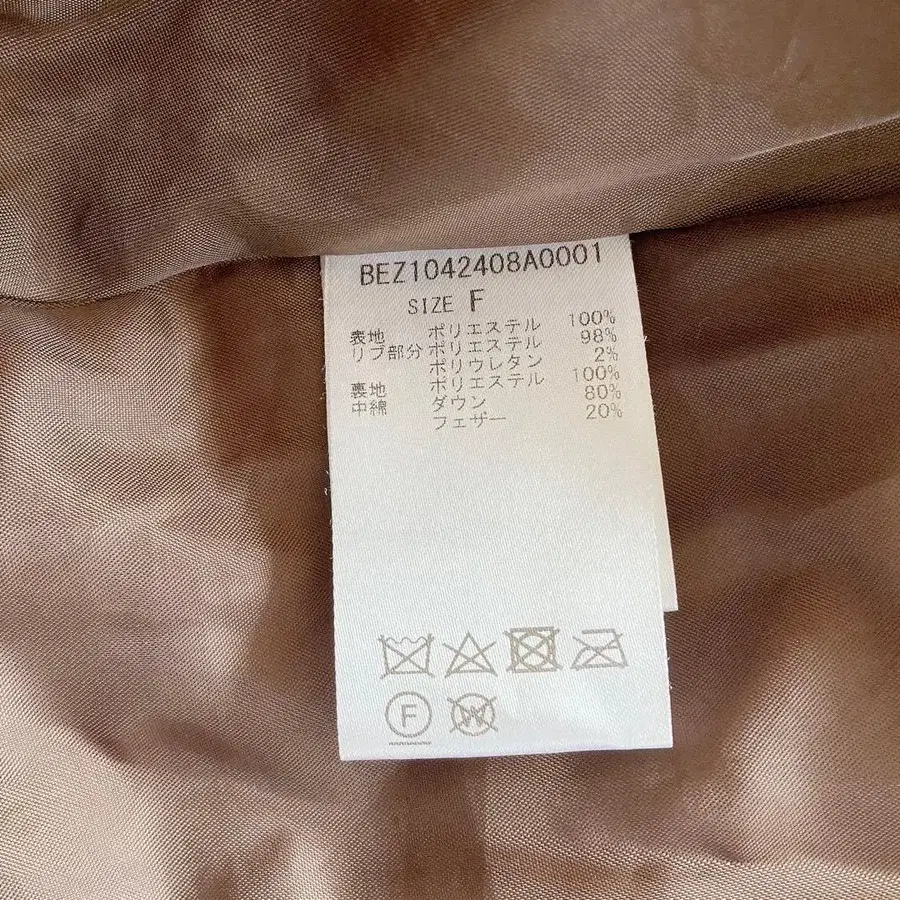 BEZ1042408A0001
SIZE F
表地 ポリエステル 100%
リブ部分 ポリエステル 98%
ポリウレタン 2%
裏地 ポリエステル 100%
中綿 ダウン 80%
フェザー 20%
F W